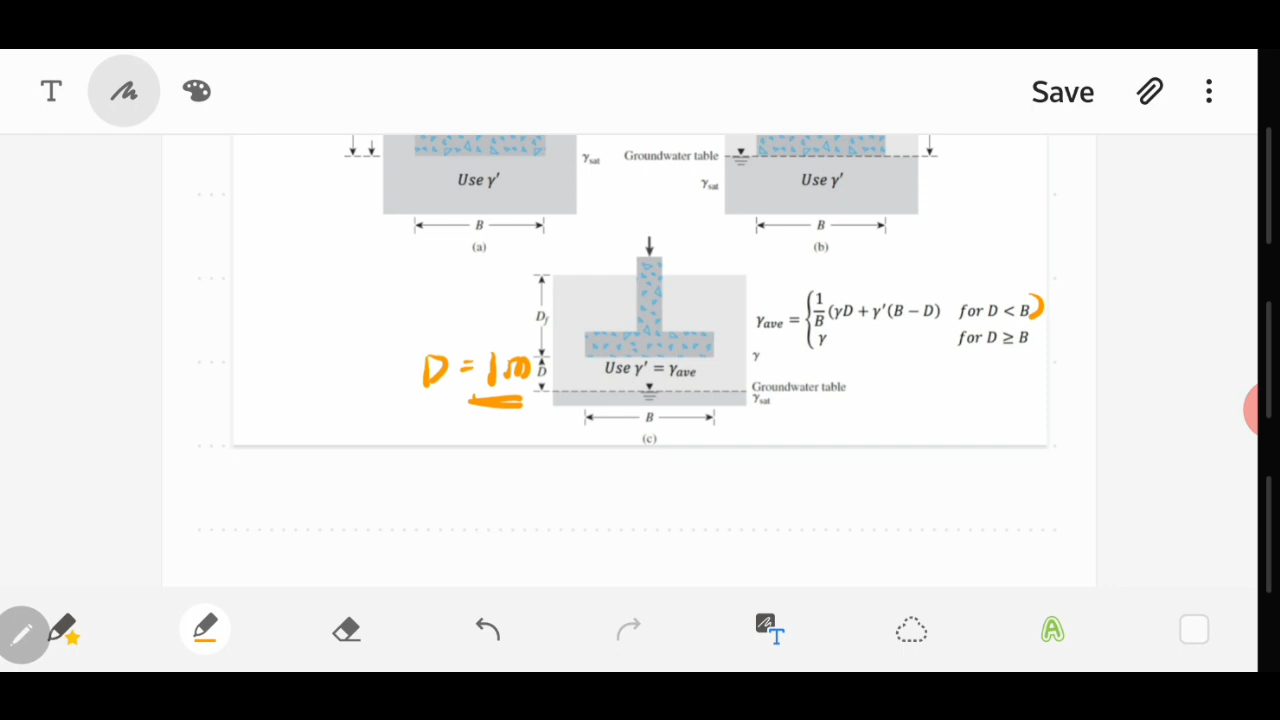 T
Save
γsat
Groundwater table
Use γ′
Use γ′
γsat
B
B
(a)
(b)
Df
γave = { 1/B (γD + γ′(B − D) for D < B
γ for D ≥ B
D = 1m
D
Use γ′ = γave
γ
Groundwater table
γsat
B
(c)
T
A